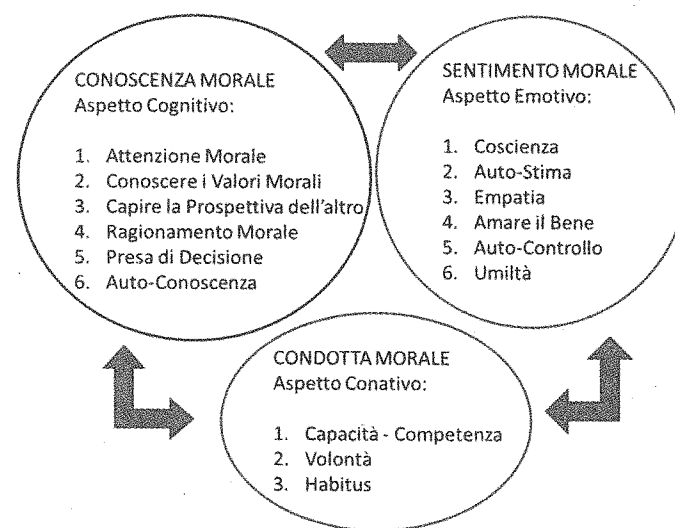 CONOSCENZA MORALE
Aspetto Cognitivo:
1. Attenzione Morale
2. Conoscere i Valori Morali
3. Capire la Prospettiva dell'altro
4. Ragionamento Morale
5. Presa di Decisione
6. Auto-Conoscenza
SENTIMENTO MORALE
Aspetto Emotivo:
1. Coscienza
2. Auto-Stima
3. Empatia
4. Amare il Bene
5. Auto-Controllo
6. Umiltà
CONDOTTA MORALE
Aspetto Conativo:
1. Capacità - Competenza
2. Volontà
3. Habitus